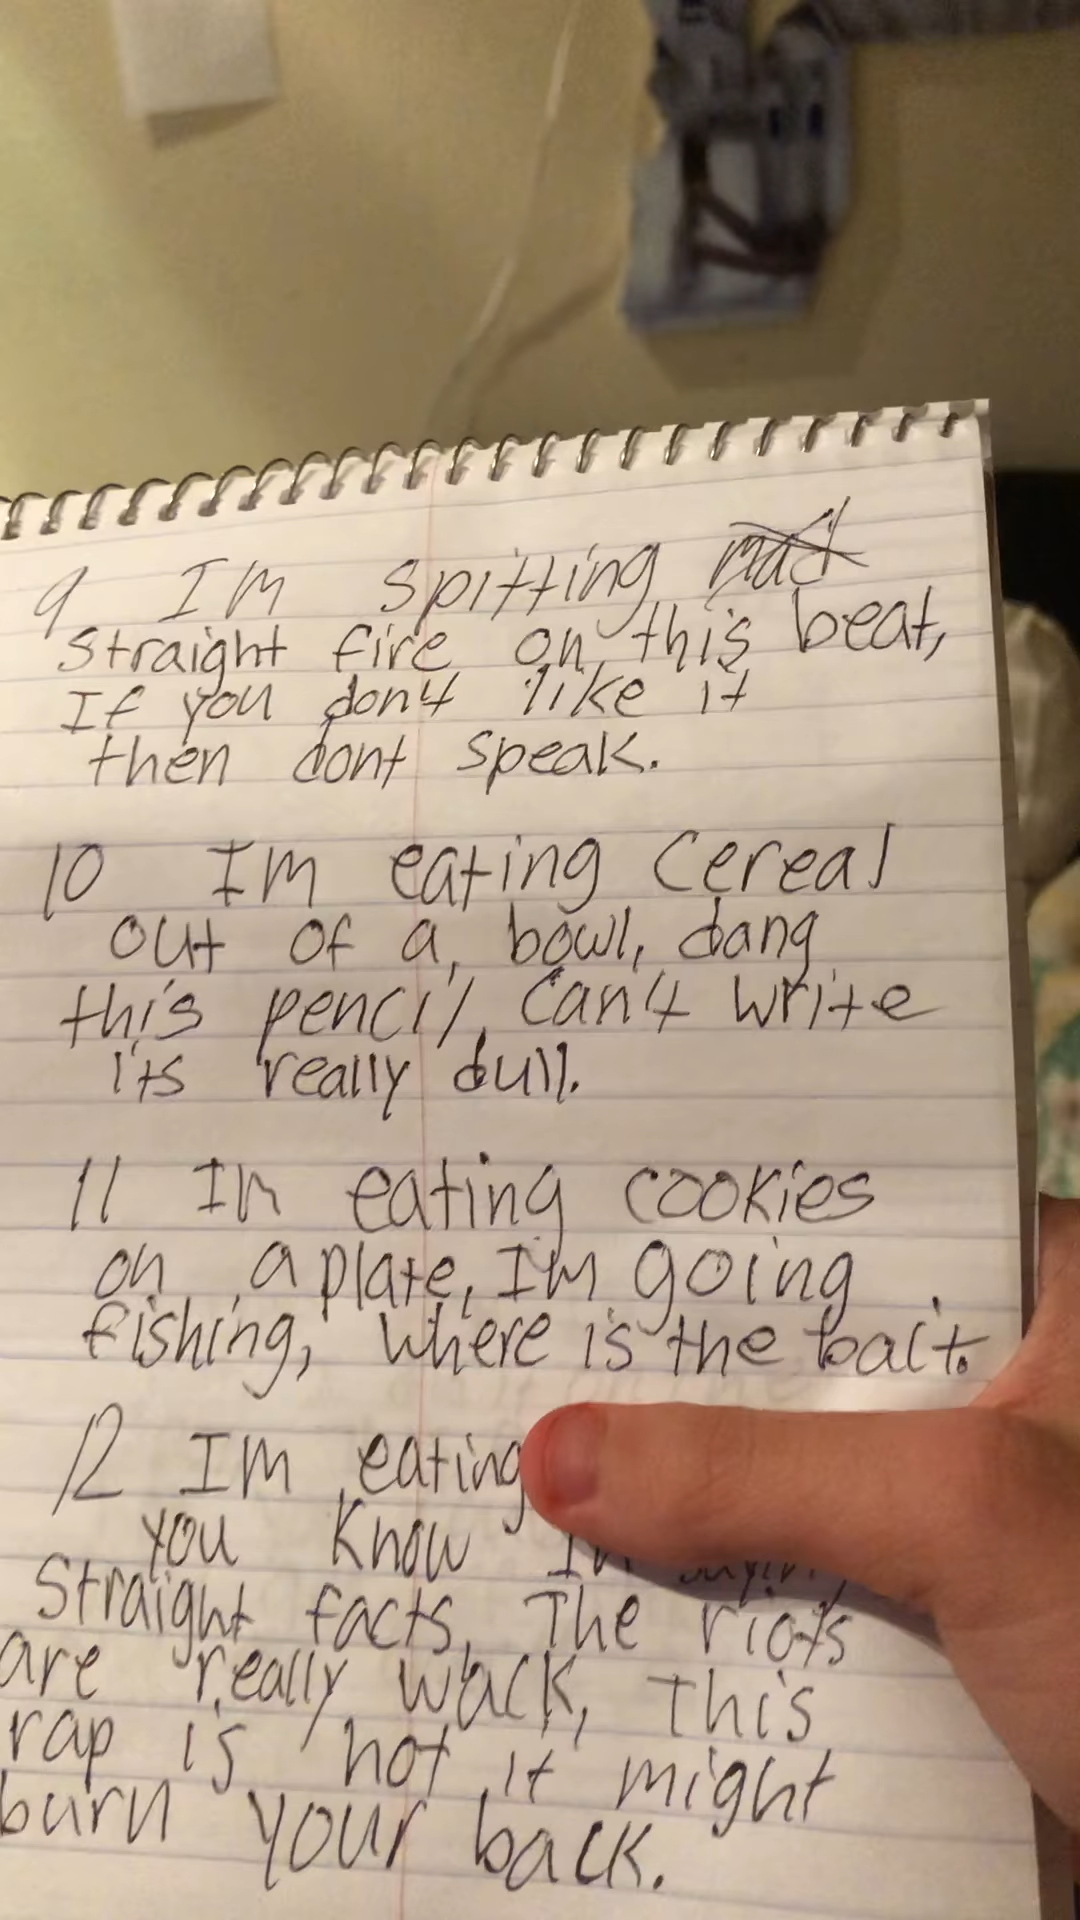 9 Im spitting
straight fire on this beat,
If you don't like it
then dont speak.
10 Im eating cereal
out of a bowl, dang
this pencil, can't write
its really dull.
11 Im eating cookies
on a plate, I'm going
fishing, where is the bait.
12 Im eating
you know
straight facts, The riots
are really wack, This
rap is hot it might
burn your back.